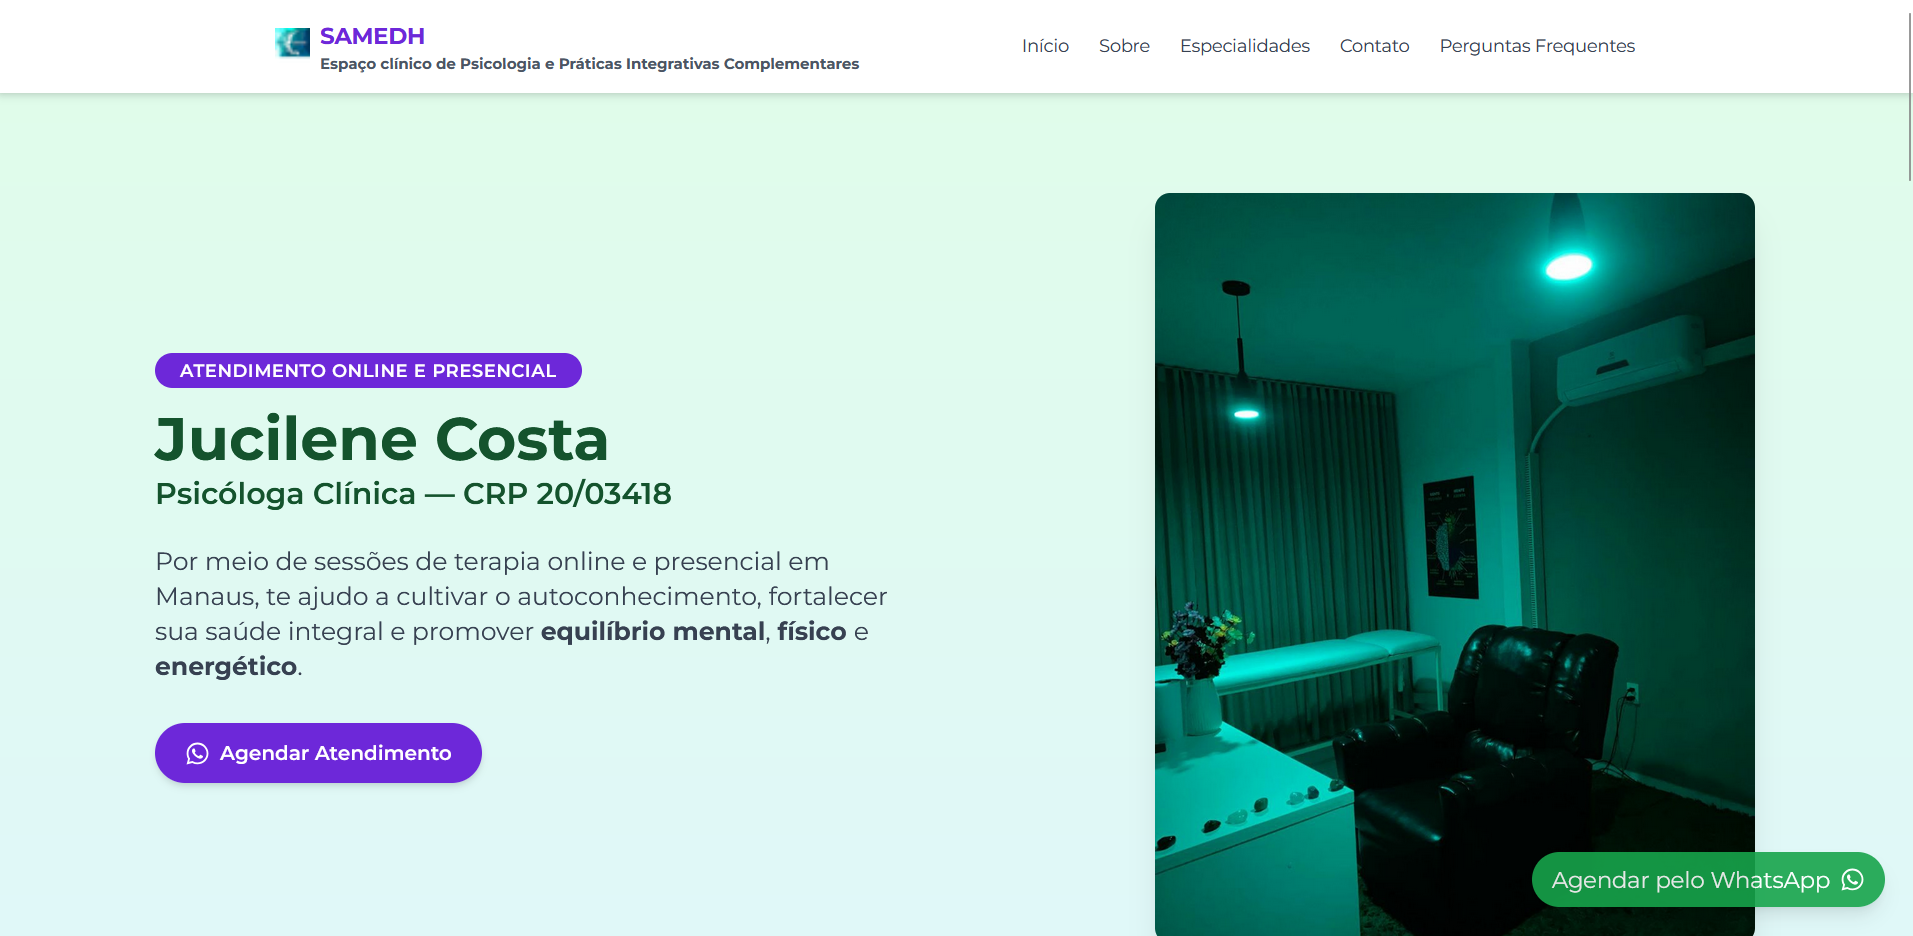 SAMEDH
Espaço clínico de Psicologia e Práticas Integrativas Complementares
Início
Sobre
Especialidades
Contato
Perguntas Frequentes
ATENDIMENTO ONLINE E PRESENCIAL
Jucilene Costa
Psicóloga Clínica — CRP 20/03418
Por meio de sessões de terapia online e presencial em
Manaus, te ajudo a cultivar o autoconhecimento, fortalecer
sua saúde integral e promover equilíbrio mental, físico e
energético.
Agendar Atendimento
Agendar pelo WhatsApp